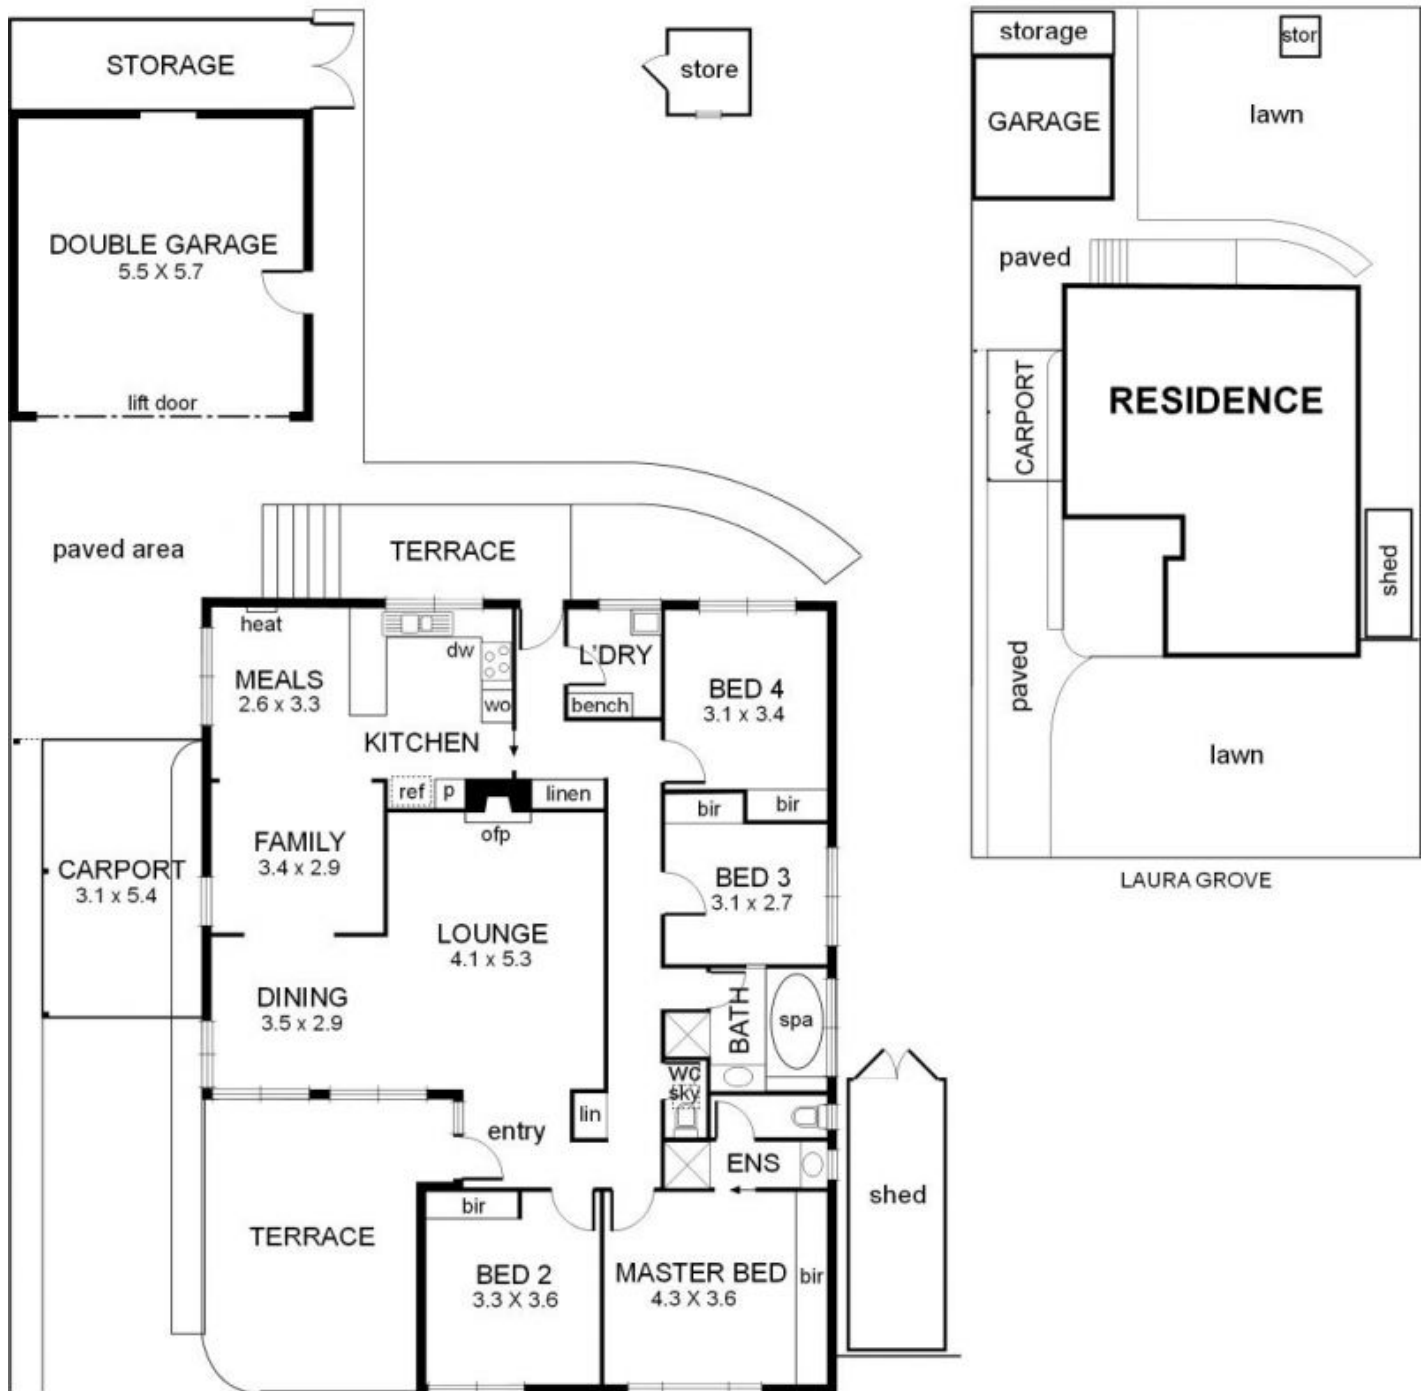 STORAGE
store
DOUBLE GARAGE
5.5 X 5.7
lift door
paved area
TERRACE
heat
dw
L'DRY
MEALS
2.6 x 3.3
wo
bench
BED 4
3.1 x 3.4
KITCHEN
ref
p
linen
bir
bir
ofp
FAMILY
3.4 x 2.9
CARPORT
3.1 x 5.4
BED 3
3.1 x 2.7
LOUNGE
4.1 x 5.3
DINING
3.5 x 2.9
BATH
spa
WC
sky
lin
entry
ENS
shed
bir
TERRACE
BED 2
3.3 X 3.6
MASTER BED
4.3 X 3.6
bir
storage
stor
GARAGE
lawn
paved
CARPORT
RESIDENCE
shed
paved
lawn
LAURA GROVE